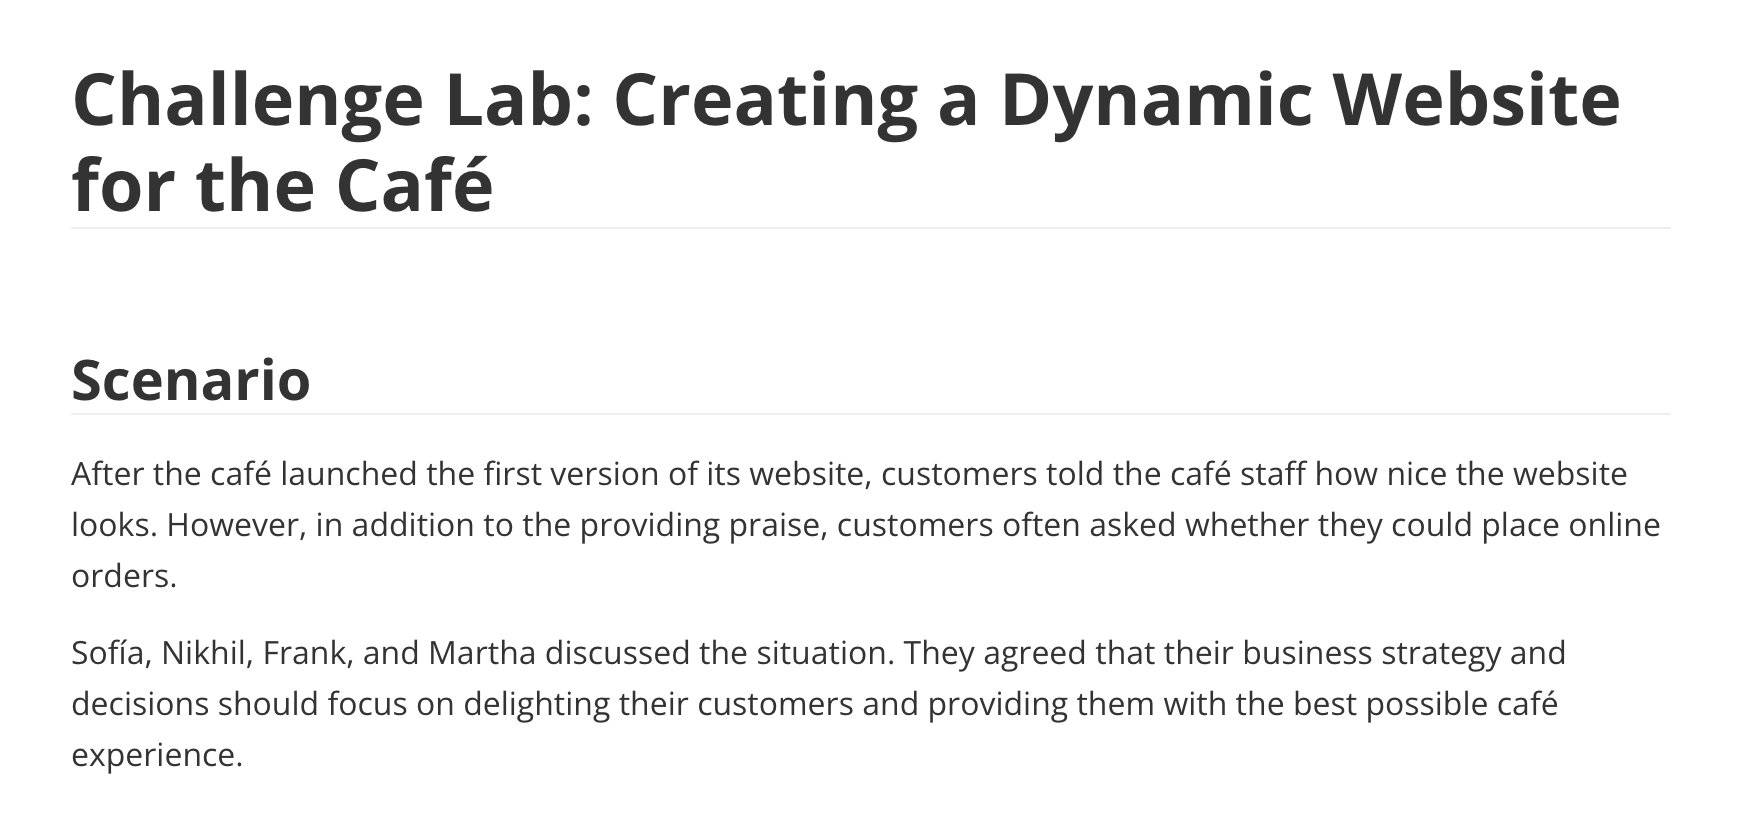 Challenge Lab: Creating a Dynamic Website
for the Café
Scenario
After the café launched the first version of its website, customers told the café staff how nice the website
looks. However, in addition to the providing praise, customers often asked whether they could place online
orders.
Sofía, Nikhil, Frank, and Martha discussed the situation. They agreed that their business strategy and
decisions should focus on delighting their customers and providing them with the best possible café
experience.